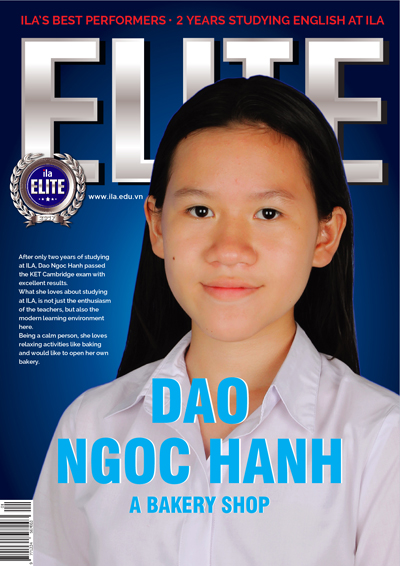 ILA'S BEST PERFORMERS • 2 YEARS STUDYING ENGLISH AT ILA
ELITE
ila
ELITE
www.ila.edu.vn
After only two years of studying
at ILA, Dao Ngoc Hanh passed
the KET Cambridge exam with
excellent results.
What she loves about studying
at ILA, is not just the enthusiasm
of the teachers, but also the
modern learning environment
here.
Being a calm person, she loves
relaxing activities like baking
and would like to open her own
bakery.
DAO
NGOC HANH
A BAKERY SHOP